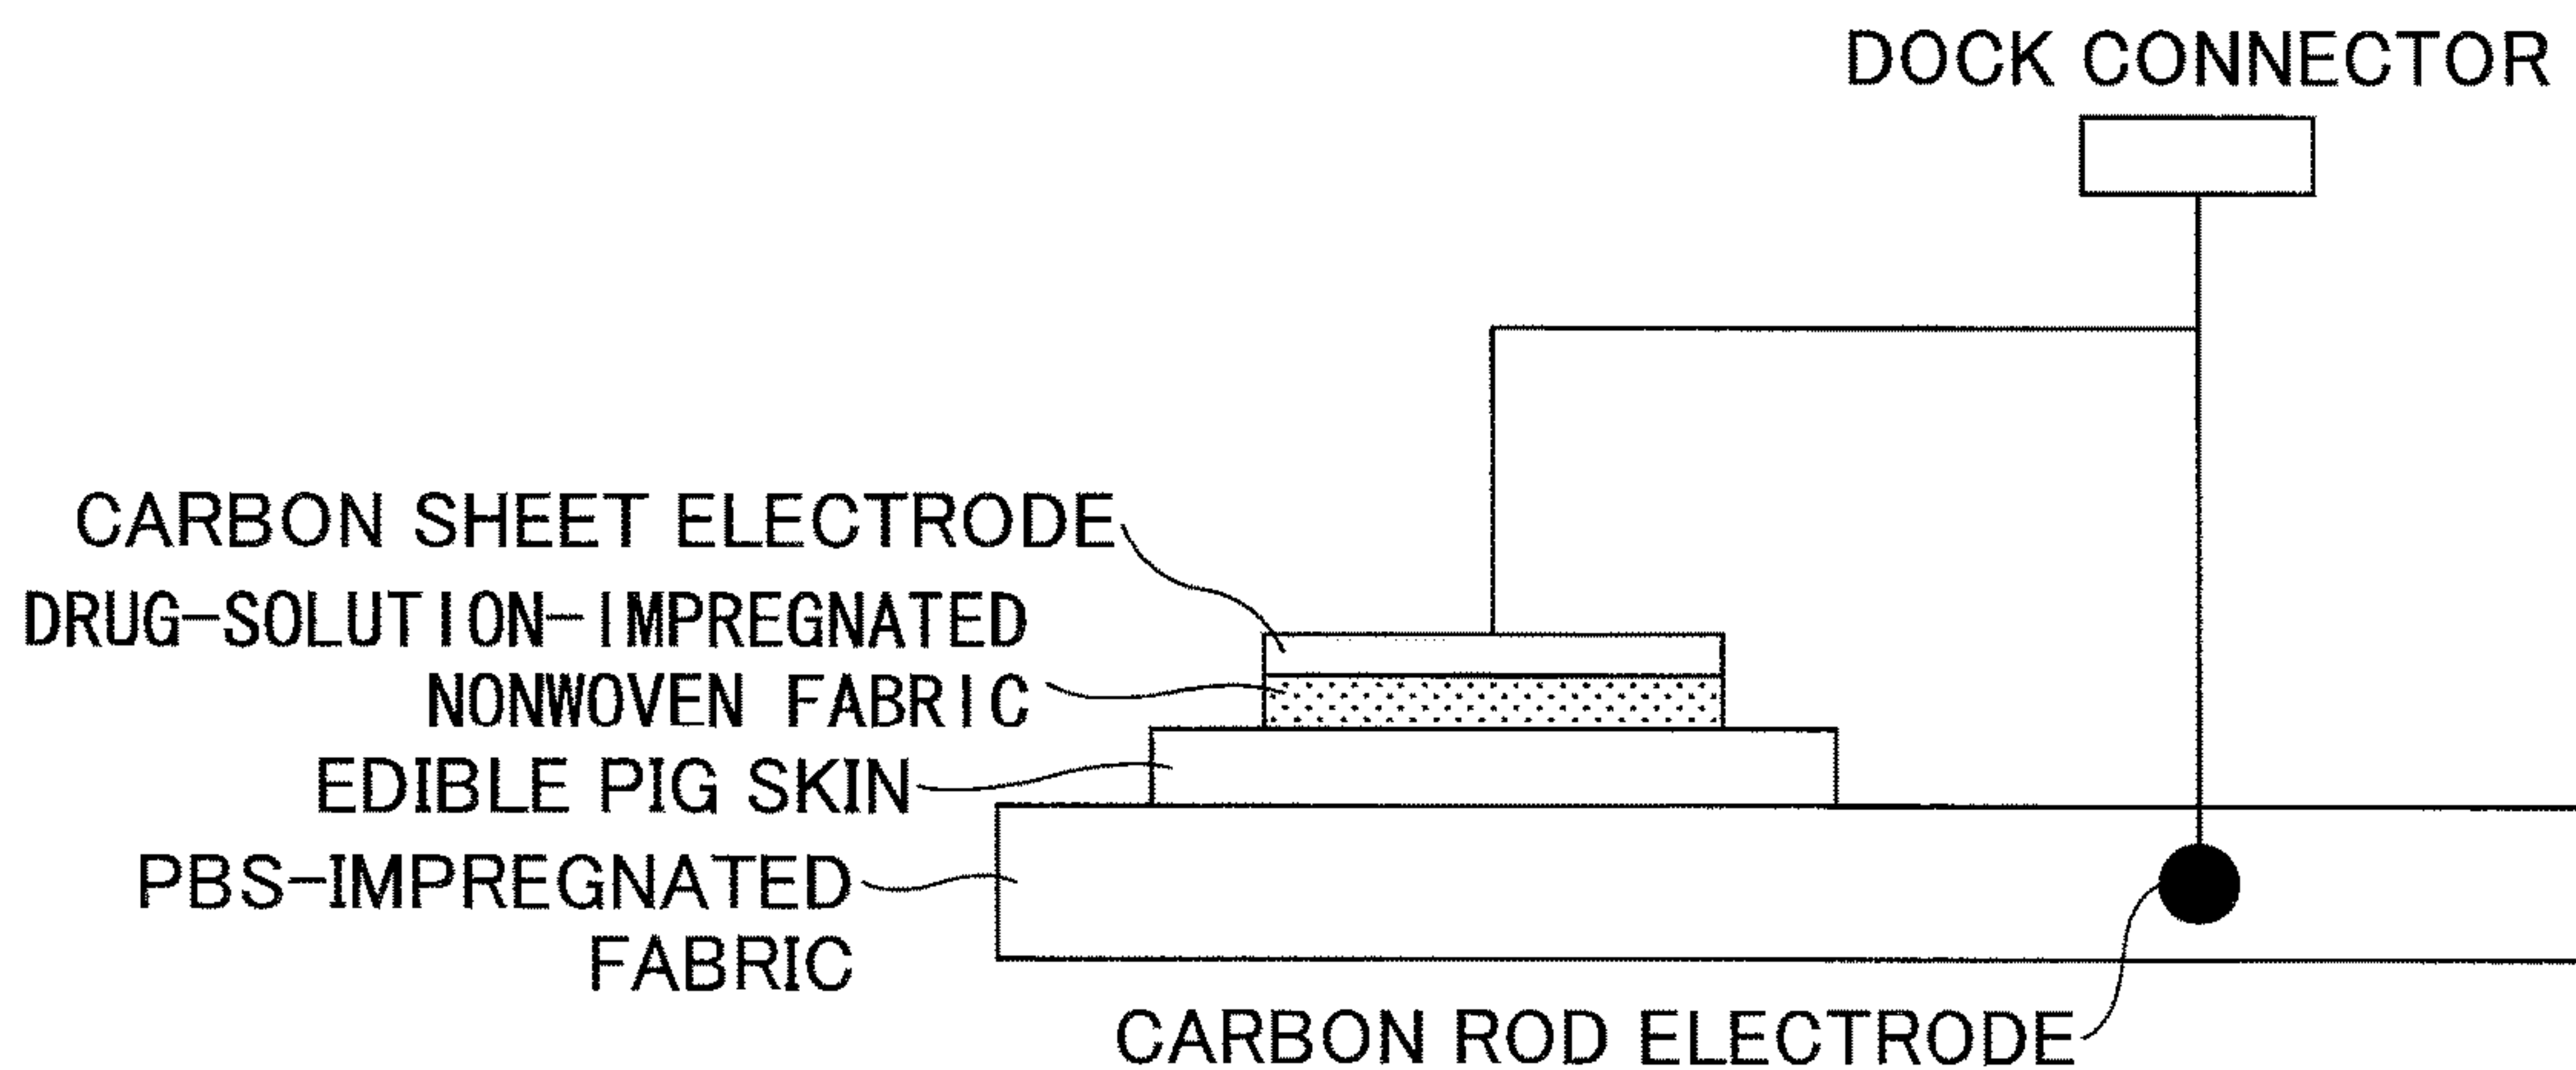 DOCK CONNECTOR
CARBON SHEET ELECTRODE
DRUG-SOLUTION-IMPREGNATED
NONWOVEN FABRIC
EDIBLE PIG SKIN
PBS-IMPREGNATED
FABRIC
CARBON ROD ELECTRODE